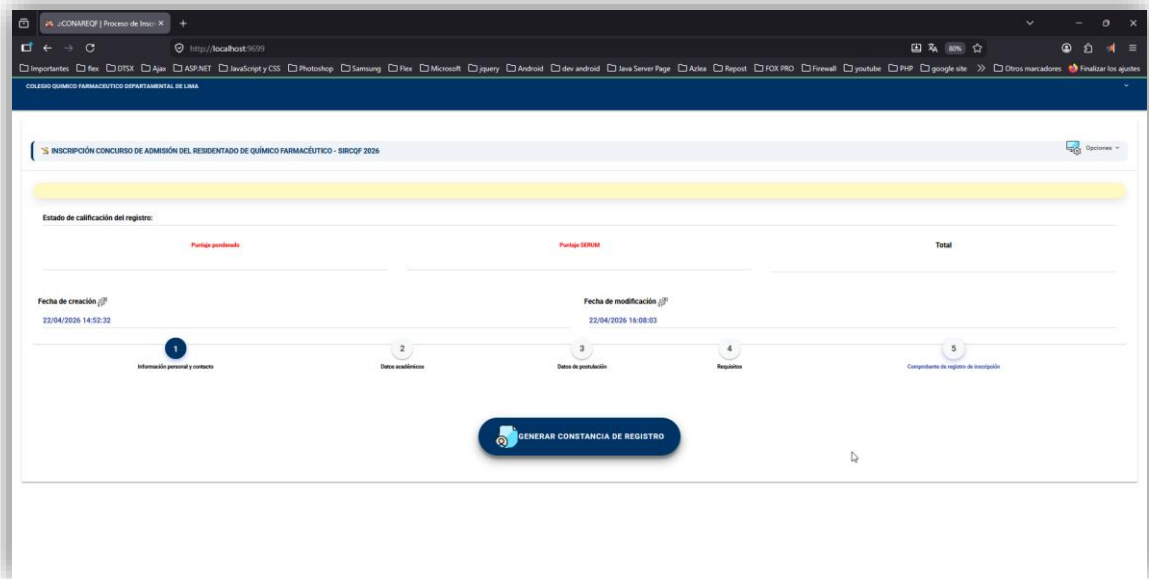 .:CONAREQF | Proceso de Inscri
http://localhost:9699
80%
Importantes flex DTSX Ajax ASP.NET JavaScript y CSS Photoshop Samsung Flex Microsoft jquery Android dev android Java Server Page Azlea Repost FOX PRO Firewall youtube PHP google site Otros marcadores Finalizar los ajustes
COLEGIO QUIMICO FARMACEUTICO DEPARTAMENTAL DE LIMA
INSCRIPCIÓN CONCURSO DE ADMISIÓN DEL RESIDENTADO DE QUÍMICO FARMACÉUTICO - SIRCQF 2026
Opciones
Estado de calificación del registro:
Puntaje ponderado Puntaje SERUM Total
Fecha de creación Fecha de modificación
22/04/2026 14:52:32 22/04/2026 16:08:03
1 2 3 4 5
Información personal y contacto Datos académicos Datos de postulación Requisitos Comprobante de registro de inscripción
GENERAR CONSTANCIA DE REGISTRO